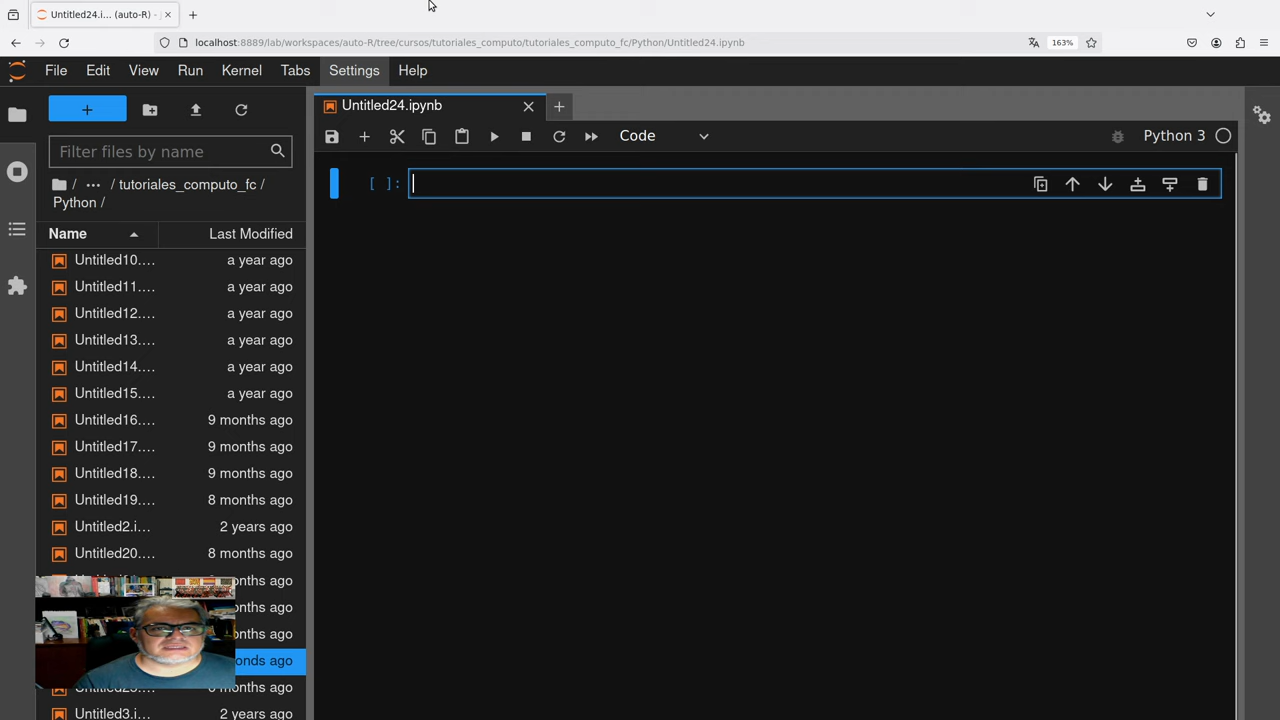 Untitled24.i… (auto-R) -
localhost:8889/lab/workspaces/auto-R/tree/cursos/tutoriales_computo/tutoriales_computo_fc/Python/Untitled24.ipynb
163%
File Edit View Run Kernel Tabs Settings Help
Untitled24.ipynb
Code
Python 3
Filter files by name
/ ··· / tutoriales_computo_fc /
Python /
Name Last Modified
[ ]:
Untitled10.… a year ago
Untitled11.… a year ago
Untitled12.… a year ago
Untitled13.… a year ago
Untitled14.… a year ago
Untitled15.… a year ago
Untitled16.… 9 months ago
Untitled17.… 9 months ago
Untitled18.… 9 months ago
Untitled19.… 8 months ago
Untitled2.i… 2 years ago
Untitled20.… 8 months ago
onths ago
onths ago
onths ago
onds ago
months ago
Untitled3.i… 2 years ago